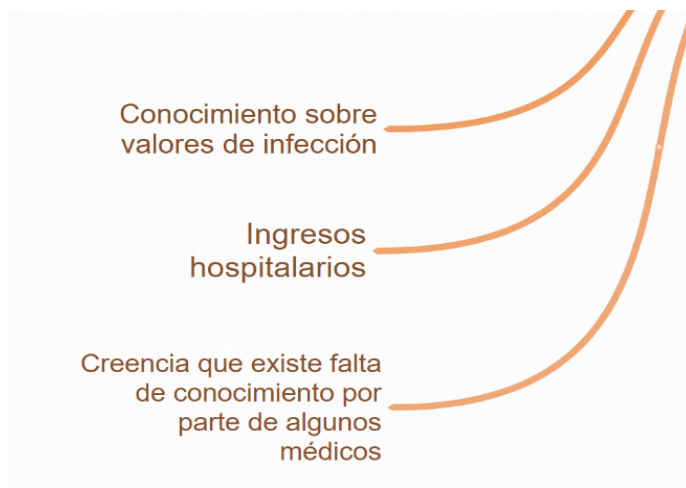 Conocimiento sobre
valores de infección
Ingresos
hospitalarios
Creencia que existe falta
de conocimiento por
parte de algunos
médicos